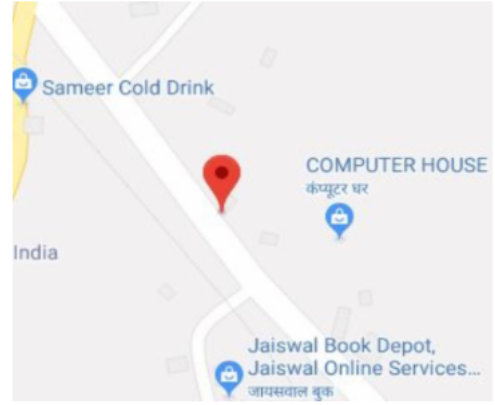 Sameer Cold Drink
COMPUTER HOUSE
कंप्यूटर घर
India
Jaiswal Book Depot,
Jaiswal Online Services...
जायसवाल बुक